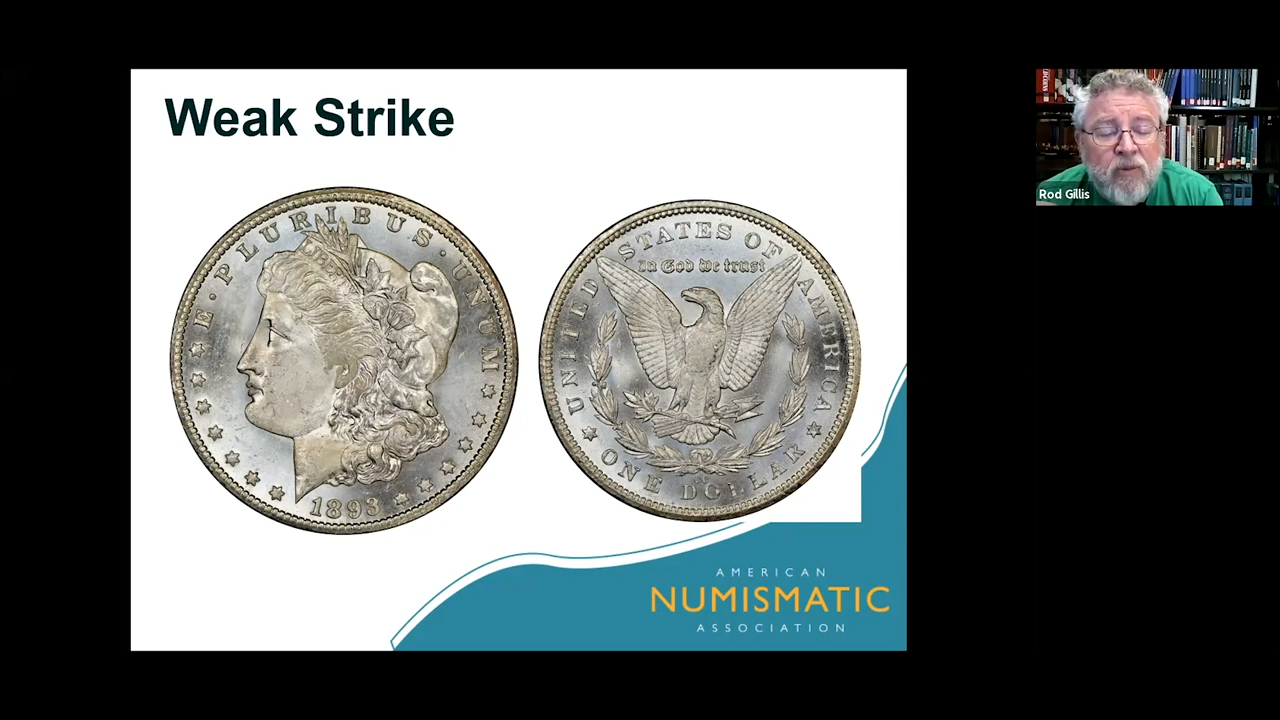 Weak Strike
E · PLURIBUS · UNUM
1893
UNITED STATES OF AMERICA
In God we trust
ONE DOLLAR
AMERICAN
NUMISMATIC
ASSOCIATION
Rod Gillis